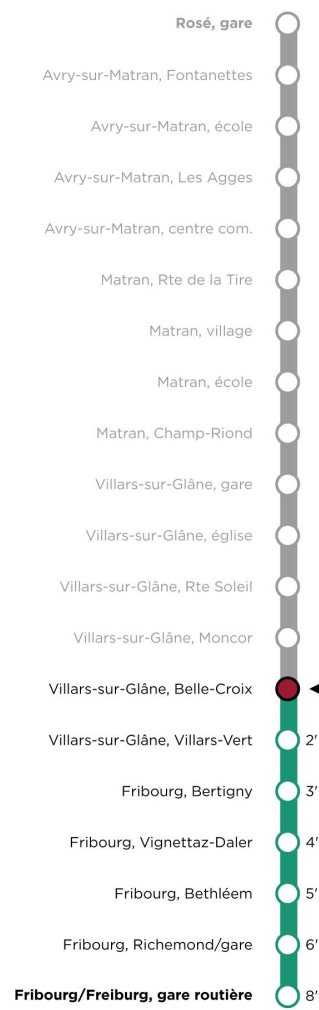 Rosé, gare
Avry-sur-Matran, Fontanettes
Avry-sur-Matran, école
Avry-sur-Matran, Les Agges
Avry-sur-Matran, centre com.
Matran, Rte de la Tire
Matran, village
Matran, école
Matran, Champ-Riond
Villars-sur-Glâne, gare
Villars-sur-Glâne, église
Villars-sur-Glâne, Rte Soleil
Villars-sur-Glâne, Moncor
Villars-sur-Glâne, Belle-Croix
Villars-sur-Glâne, Villars-Vert 2'
Fribourg, Bertigny 3'
Fribourg, Vignettaz-Daler 4'
Fribourg, Bethléem 5'
Fribourg, Richemond/gare 6'
Fribourg/Freiburg, gare routière 8'